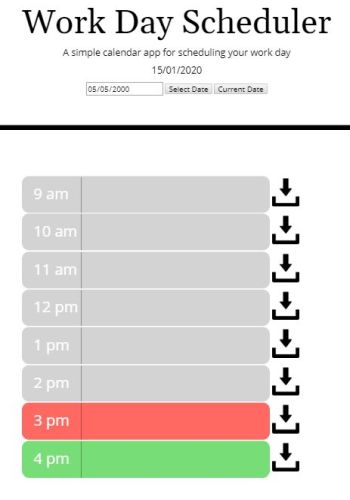 Work Day Scheduler
A simple calendar app for scheduling your work day
15/01/2020
05/05/2000 Select Date Current Date
9 am
10 am
11 am
12 pm
1 pm
2 pm
3 pm
4 pm